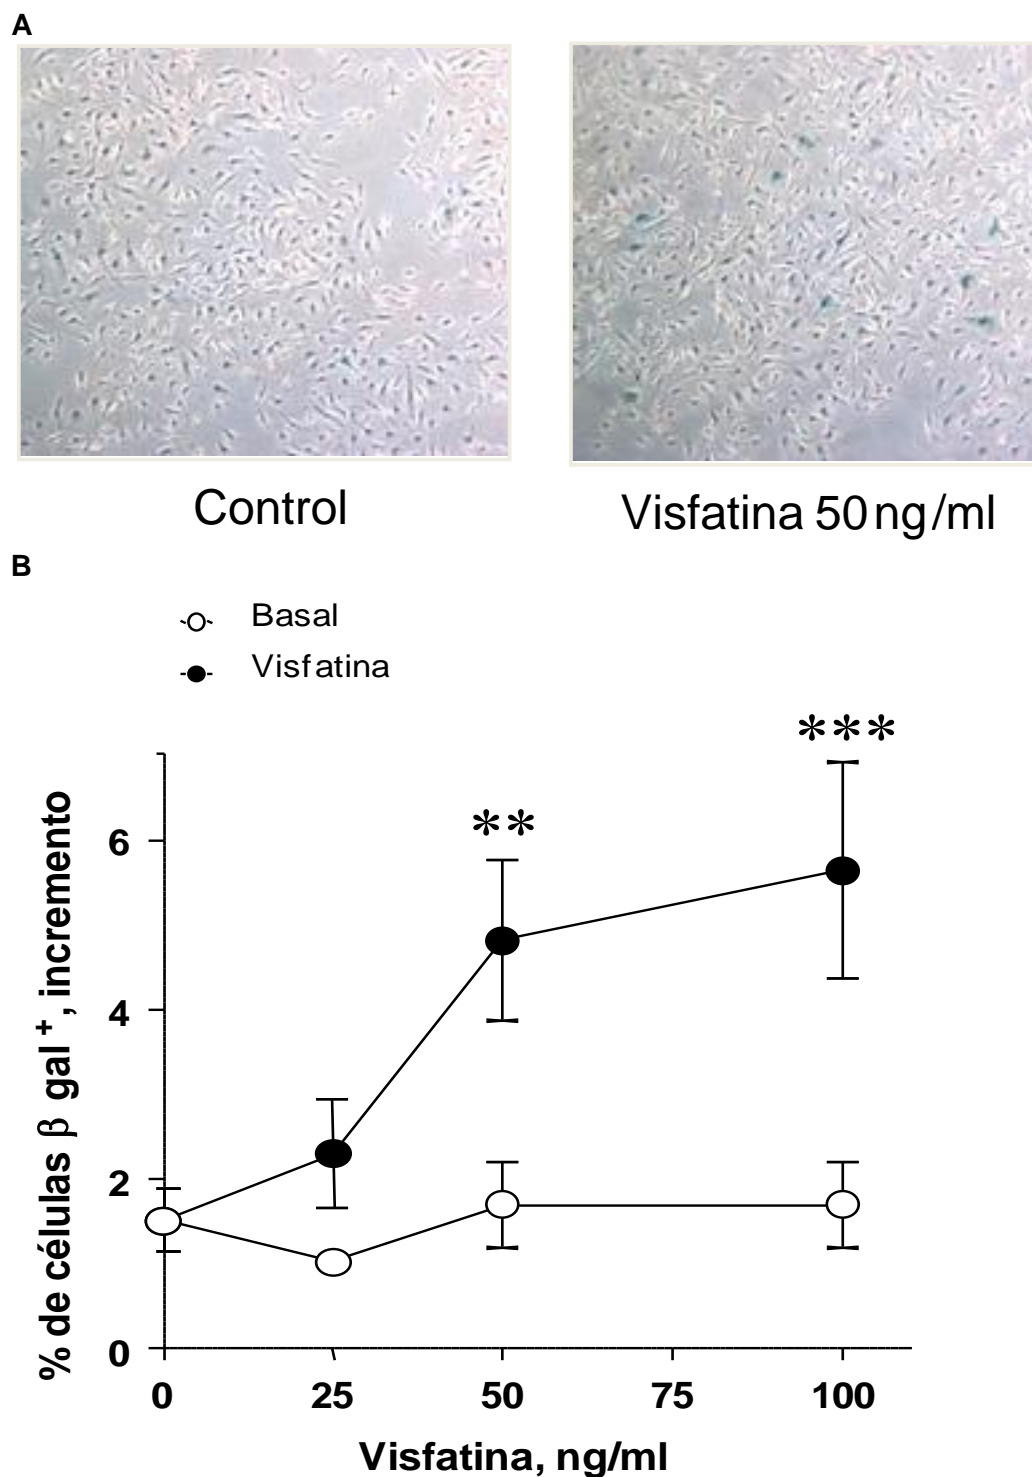 A
Control
Visfatina 50 ng/ml
B
Basal
Visfatina
***
**
6
4
2
0
% de células β gal +, incremento
0 25 50 75 100
Visfatina, ng/ml